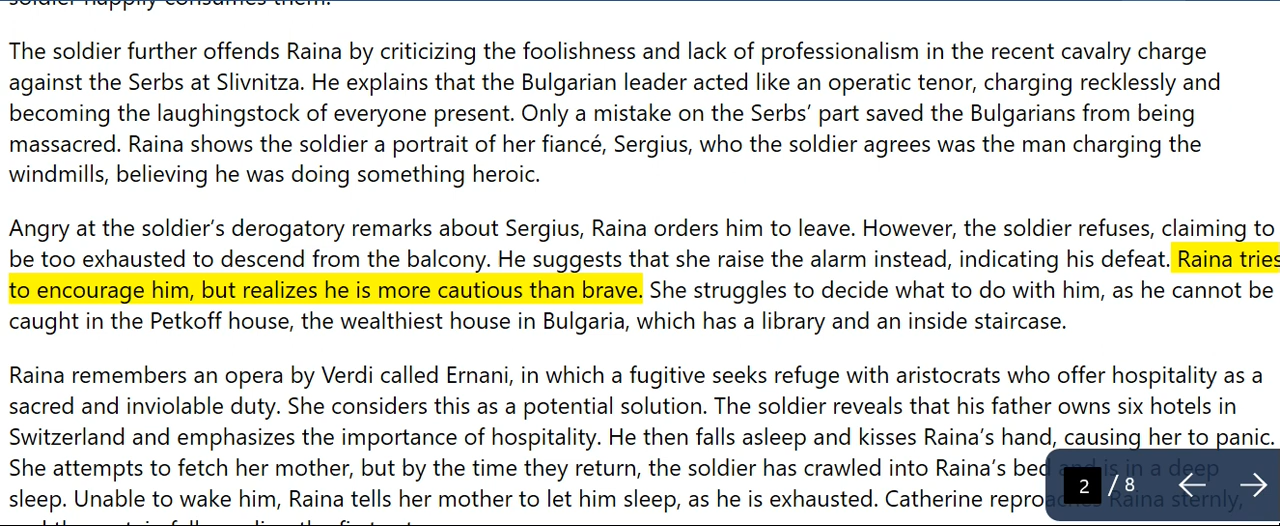 soldier happily consumes them.
The soldier further offends Raina by criticizing the foolishness and lack of professionalism in the recent cavalry charge
against the Serbs at Slivnitza. He explains that the Bulgarian leader acted like an operatic tenor, charging recklessly and
becoming the laughingstock of everyone present. Only a mistake on the Serbs’ part saved the Bulgarians from being
massacred. Raina shows the soldier a portrait of her fiancé, Sergius, who the soldier agrees was the man charging the
windmills, believing he was doing something heroic.
Angry at the soldier’s derogatory remarks about Sergius, Raina orders him to leave. However, the soldier refuses, claiming to
be too exhausted to descend from the balcony. He suggests that she raise the alarm instead, indicating his defeat. Raina tries
to encourage him, but realizes he is more cautious than brave. She struggles to decide what to do with him, as he cannot be
caught in the Petkoff house, the wealthiest house in Bulgaria, which has a library and an inside staircase.
Raina remembers an opera by Verdi called Ernani, in which a fugitive seeks refuge with aristocrats who offer hospitality as a
sacred and inviolable duty. She considers this as a potential solution. The soldier reveals that his father owns six hotels in
Switzerland and emphasizes the importance of hospitality. He then falls asleep and kisses Raina’s hand, causing her to panic.
She attempts to fetch her mother, but by the time they return, the soldier has crawled into Raina’s bed and is in a deep
sleep. Unable to wake him, Raina tells her mother to let him sleep, as he is exhausted. Catherine reproaches Raina sternly,
2 / 8